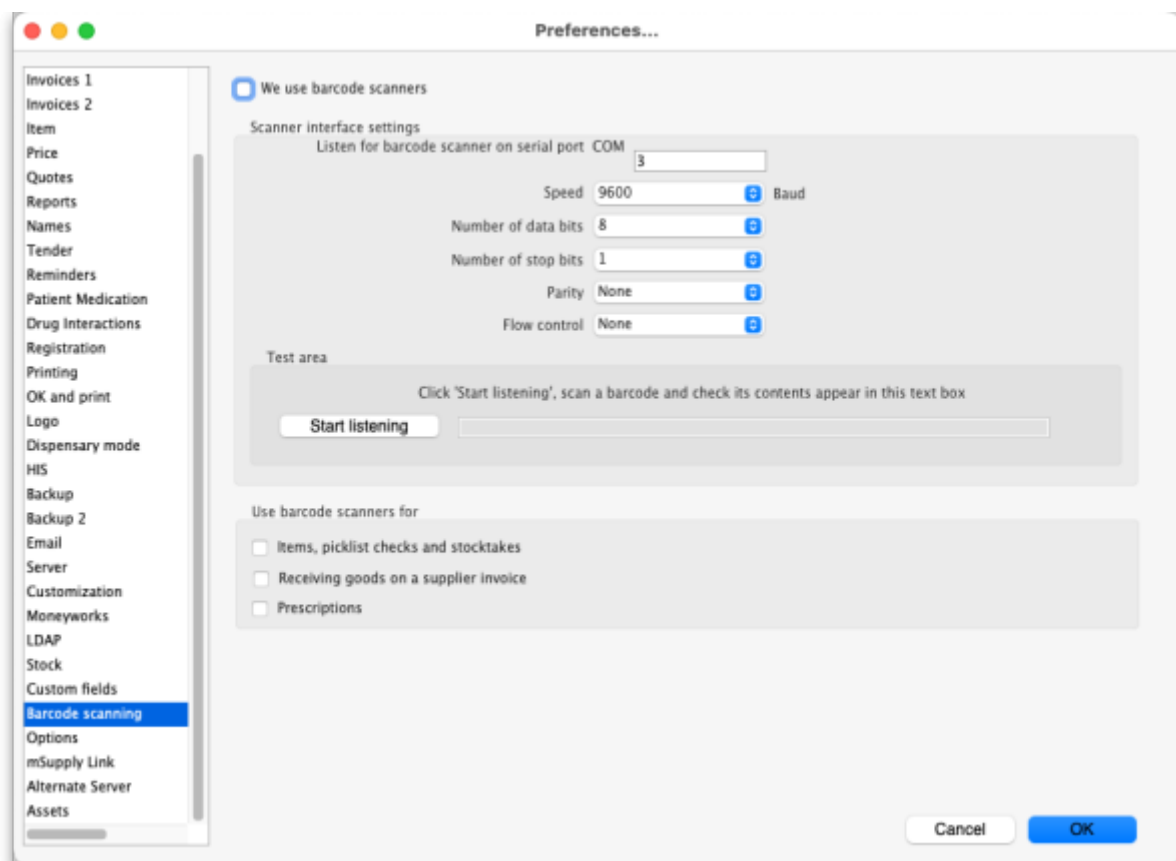 Preferences...
Invoices 1
Invoices 2
Item
Price
Quotes
Reports
Names
Tender
Reminders
Patient Medication
Drug Interactions
Registration
Printing
OK and print
Logo
Dispensary mode
HIS
Backup
Backup 2
Email
Server
Customization
Moneyworks
LDAP
Stock
Custom fields
Barcode scanning
Options
mSupply Link
Alternate Server
Assets
We use barcode scanners
Scanner interface settings
Listen for barcode scanner on serial port COM 3
Speed 9600 Baud
Number of data bits 8
Number of stop bits 1
Parity None
Flow control None
Test area
Click 'Start listening', scan a barcode and check its contents appear in this text box
Start listening
Use barcode scanners for
Items, picklist checks and stocktakes
Receiving goods on a supplier invoice
Prescriptions
Cancel OK